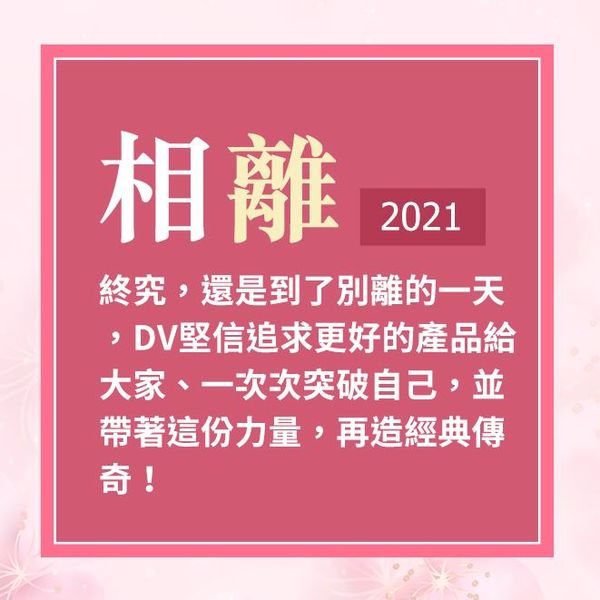 相離 2021
終究，還是到了別離的一天
，DV堅信追求更好的產品給
大家、一次次突破自己，並
帶著這份力量，再造經典傳
奇！